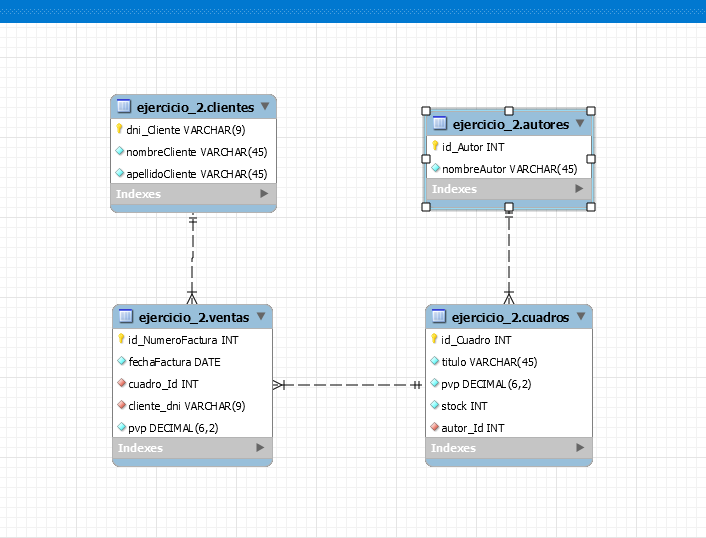 ejercicio_2.clientes
dni_Cliente VARCHAR(9)
nombreCliente VARCHAR(45)
apellidoCliente VARCHAR(45)
Indexes
ejercicio_2.autores
id_Autor INT
nombreAutor VARCHAR(45)
Indexes
ejercicio_2.ventas
id_NumeroFactura INT
fechaFactura DATE
cuadro_Id INT
cliente_dni VARCHAR(9)
pvp DECIMAL(6,2)
Indexes
ejercicio_2.cuadros
id_Cuadro INT
titulo VARCHAR(45)
pvp DECIMAL(6,2)
stock INT
autor_Id INT
Indexes